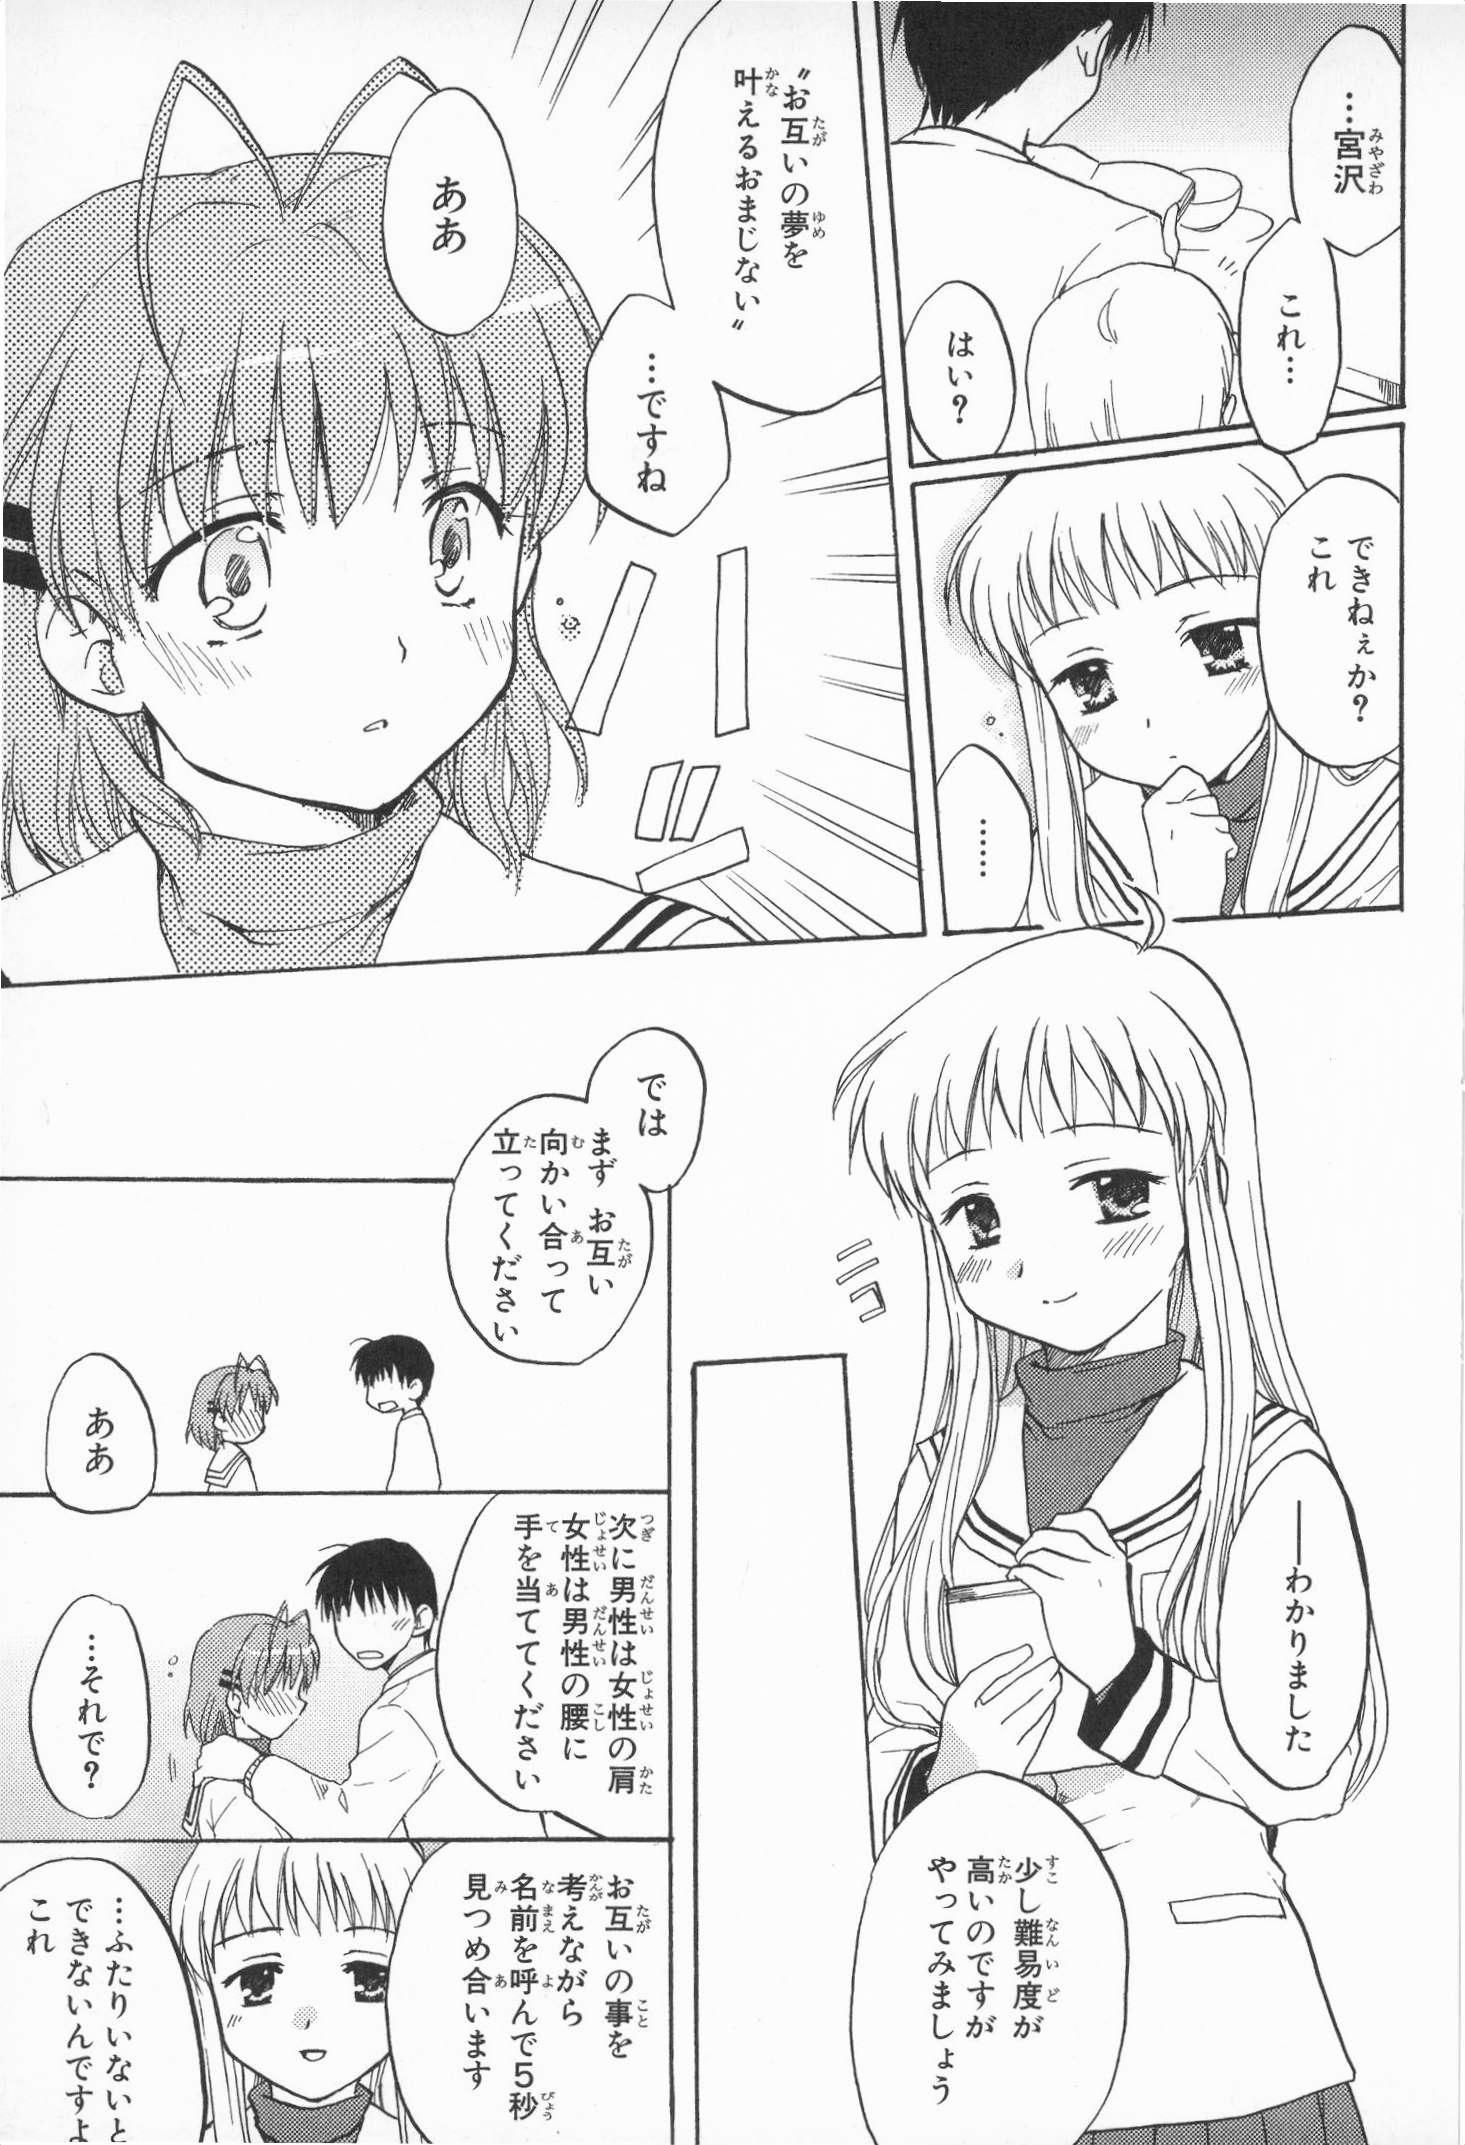 …宮沢
これ…
はい？
できねぇか？
これ
……
〝お互いの夢を
叶えるおまじない〟
…ですね
ああ
ニコ
――わかりました
少し難易度が
高いのですが
やってみましょう
では
まず お互い
向かい合って
立ってください
ああ
次に男性は女性の肩
女性は男性の腰に
手を当ててください
…それで？
お互いの事を
考えながら
名前を呼んで5秒
見つめ合います
…ふたりいないと
できないんですよ
これ